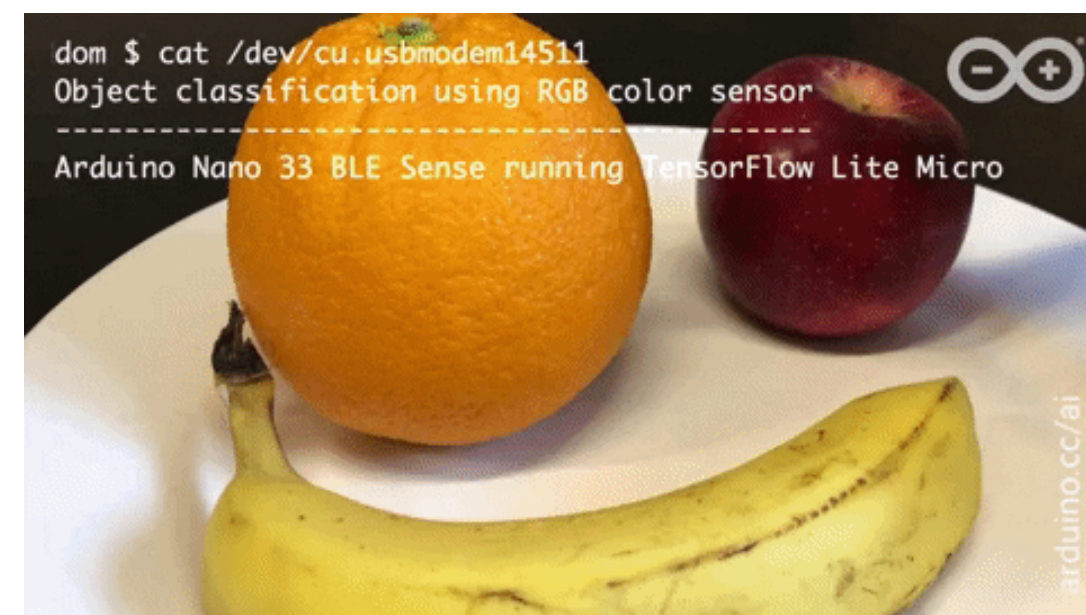 dom $ cat /dev/cu.usbmodem14511
Object classification using RGB color sensor
--------------------------------------------
Arduino Nano 33 BLE Sense running TensorFlow Lite Micro
arduino.cc/ai